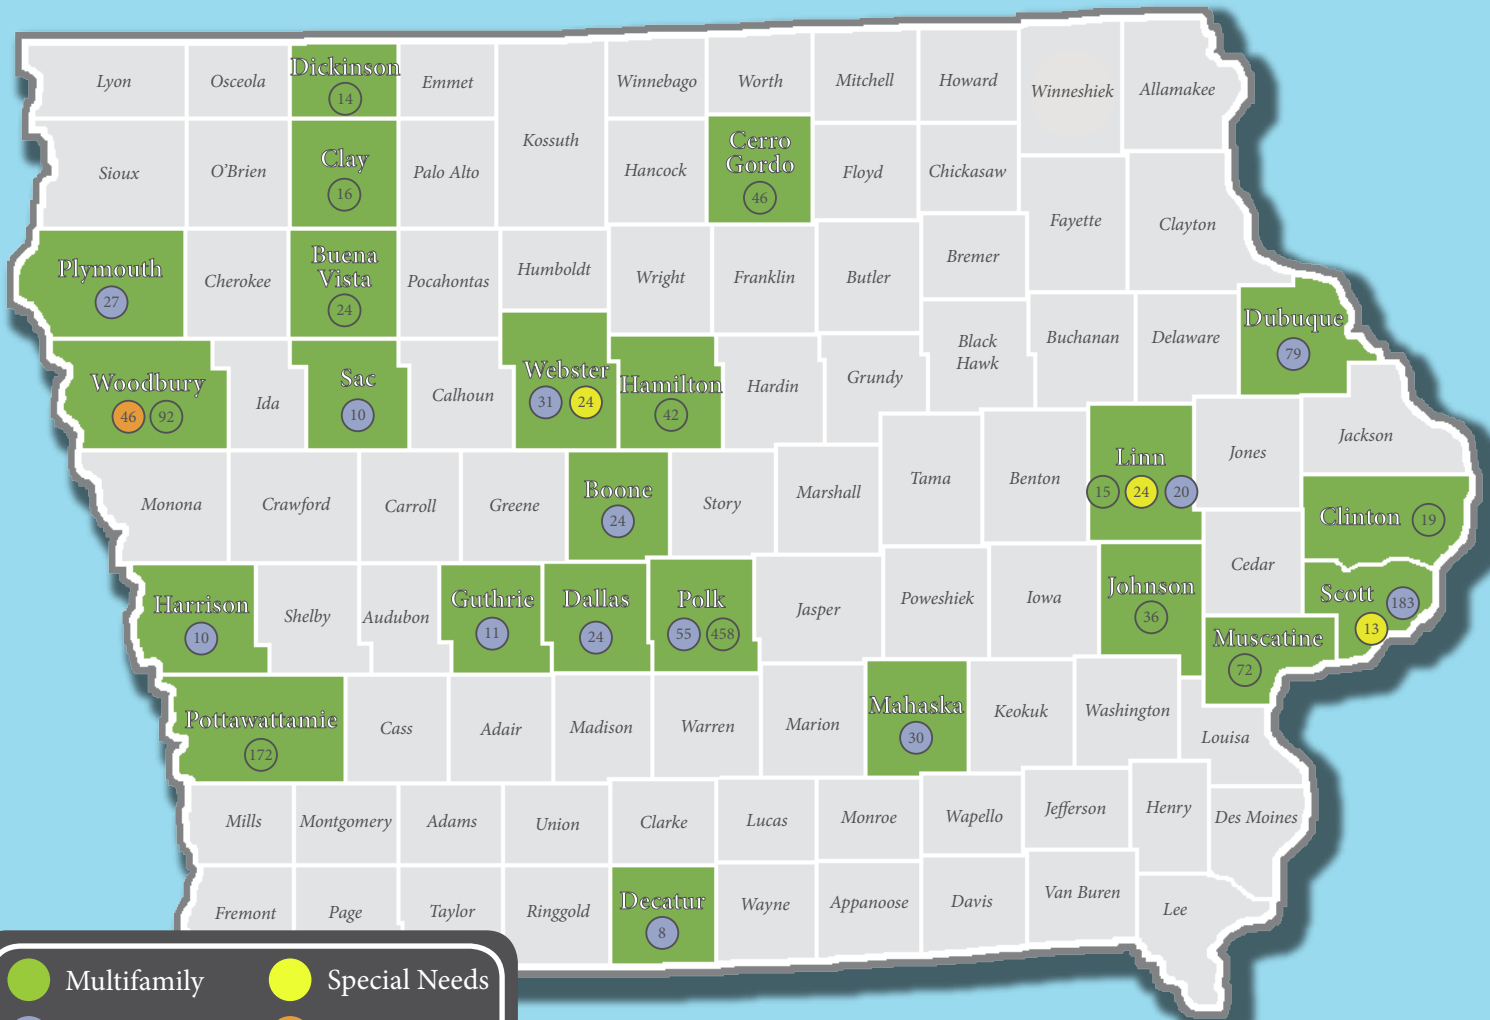 Lyon
Osceola
Dickinson
14
Emmet
Winnebago
Worth
Mitchell
Howard
Winneshiek
Allamakee
Kossuth
Sioux
O'Brien
Clay
16
Palo Alto
Hancock
Cerro
Gordo
46
Floyd
Chickasaw
Fayette
Clayton
Plymouth
27
Cherokee
Buena
Vista
24
Pocahontas
Humboldt
Wright
Franklin
Butler
Bremer
Black
Hawk
Buchanan
Delaware
Dubuque
79
Woodbury
46 92
Ida
Sac
10
Calhoun
Webster
31 24
Hamilton
42
Hardin
Grundy
Jackson
Monona
Crawford
Carroll
Greene
Boone
24
Story
Marshall
Tama
Benton
Linn
15 24 20
Jones
Clinton 19
Cedar
Harrison
10
Shelby
Audubon
Guthrie
11
Dallas
24
Polk
55 458
Jasper
Poweshiek
Iowa
Johnson
36
Scott 183
13
Muscatine
72
Pottawattamie
172
Cass
Adair
Madison
Warren
Marion
Mahaska
30
Keokuk
Washington
Louisa
Mills
Montgomery
Adams
Union
Clarke
Lucas
Monroe
Wapello
Jefferson
Henry
Des Moines
Fremont
Page
Taylor
Ringgold
Decatur
8
Wayne
Appanoose
Davis
Van Buren
Lee
Multifamily
Special Needs